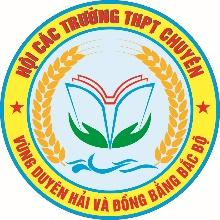 HỘI CÁC TRƯỜNG THPT CHUYÊN
VÙNG DUYÊN HẢI VÀ ĐỒNG BẰNG BẮC BỘ